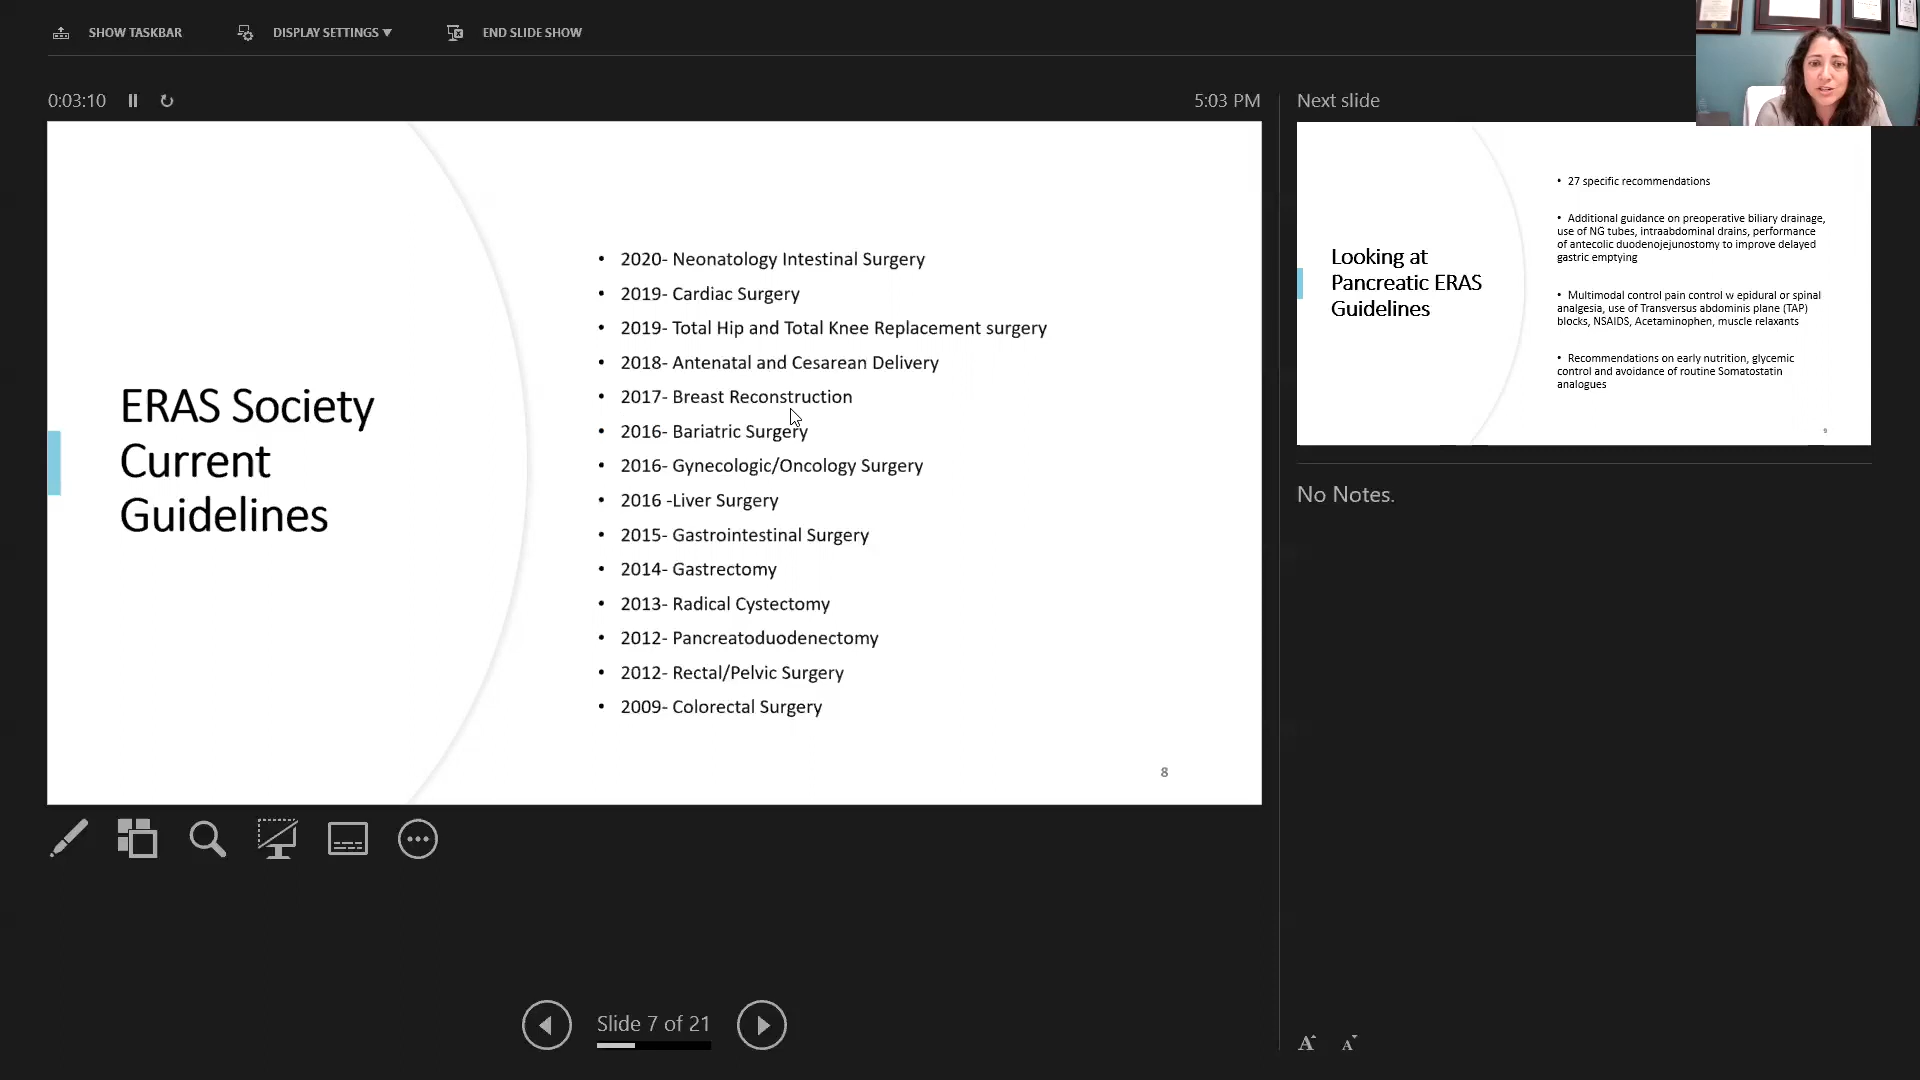 SHOW TASKBAR
DISPLAY SETTINGS ▼
END SLIDE SHOW
0:03:10
5:03 PM
Next slide
ERAS Society
Current
Guidelines
• 2020- Neonatology Intestinal Surgery
• 2019- Cardiac Surgery
• 2019- Total Hip and Total Knee Replacement surgery
• 2018- Antenatal and Cesarean Delivery
• 2017- Breast Reconstruction
• 2016- Bariatric Surgery
• 2016- Gynecologic/Oncology Surgery
• 2016 -Liver Surgery
• 2015- Gastrointestinal Surgery
• 2014- Gastrectomy
• 2013- Radical Cystectomy
• 2012- Pancreatoduodenectomy
• 2012- Rectal/Pelvic Surgery
• 2009- Colorectal Surgery
8
Looking at
Pancreatic ERAS
Guidelines
• 27 specific recommendations
• Additional guidance on preoperative biliary drainage,
use of NG tubes, intraabdominal drains, performance
of antecolic duodenojejunostomy to improve delayed
gastric emptying
• Multimodal control pain control w epidural or spinal
analgesia, use of Transversus abdominis plane (TAP)
blocks, NSAIDS, Acetaminophen, muscle relaxants
• Recommendations on early nutrition, glycemic
control and avoidance of routine Somatostatin
analogues
9
No Notes.
Slide 7 of 21
A A